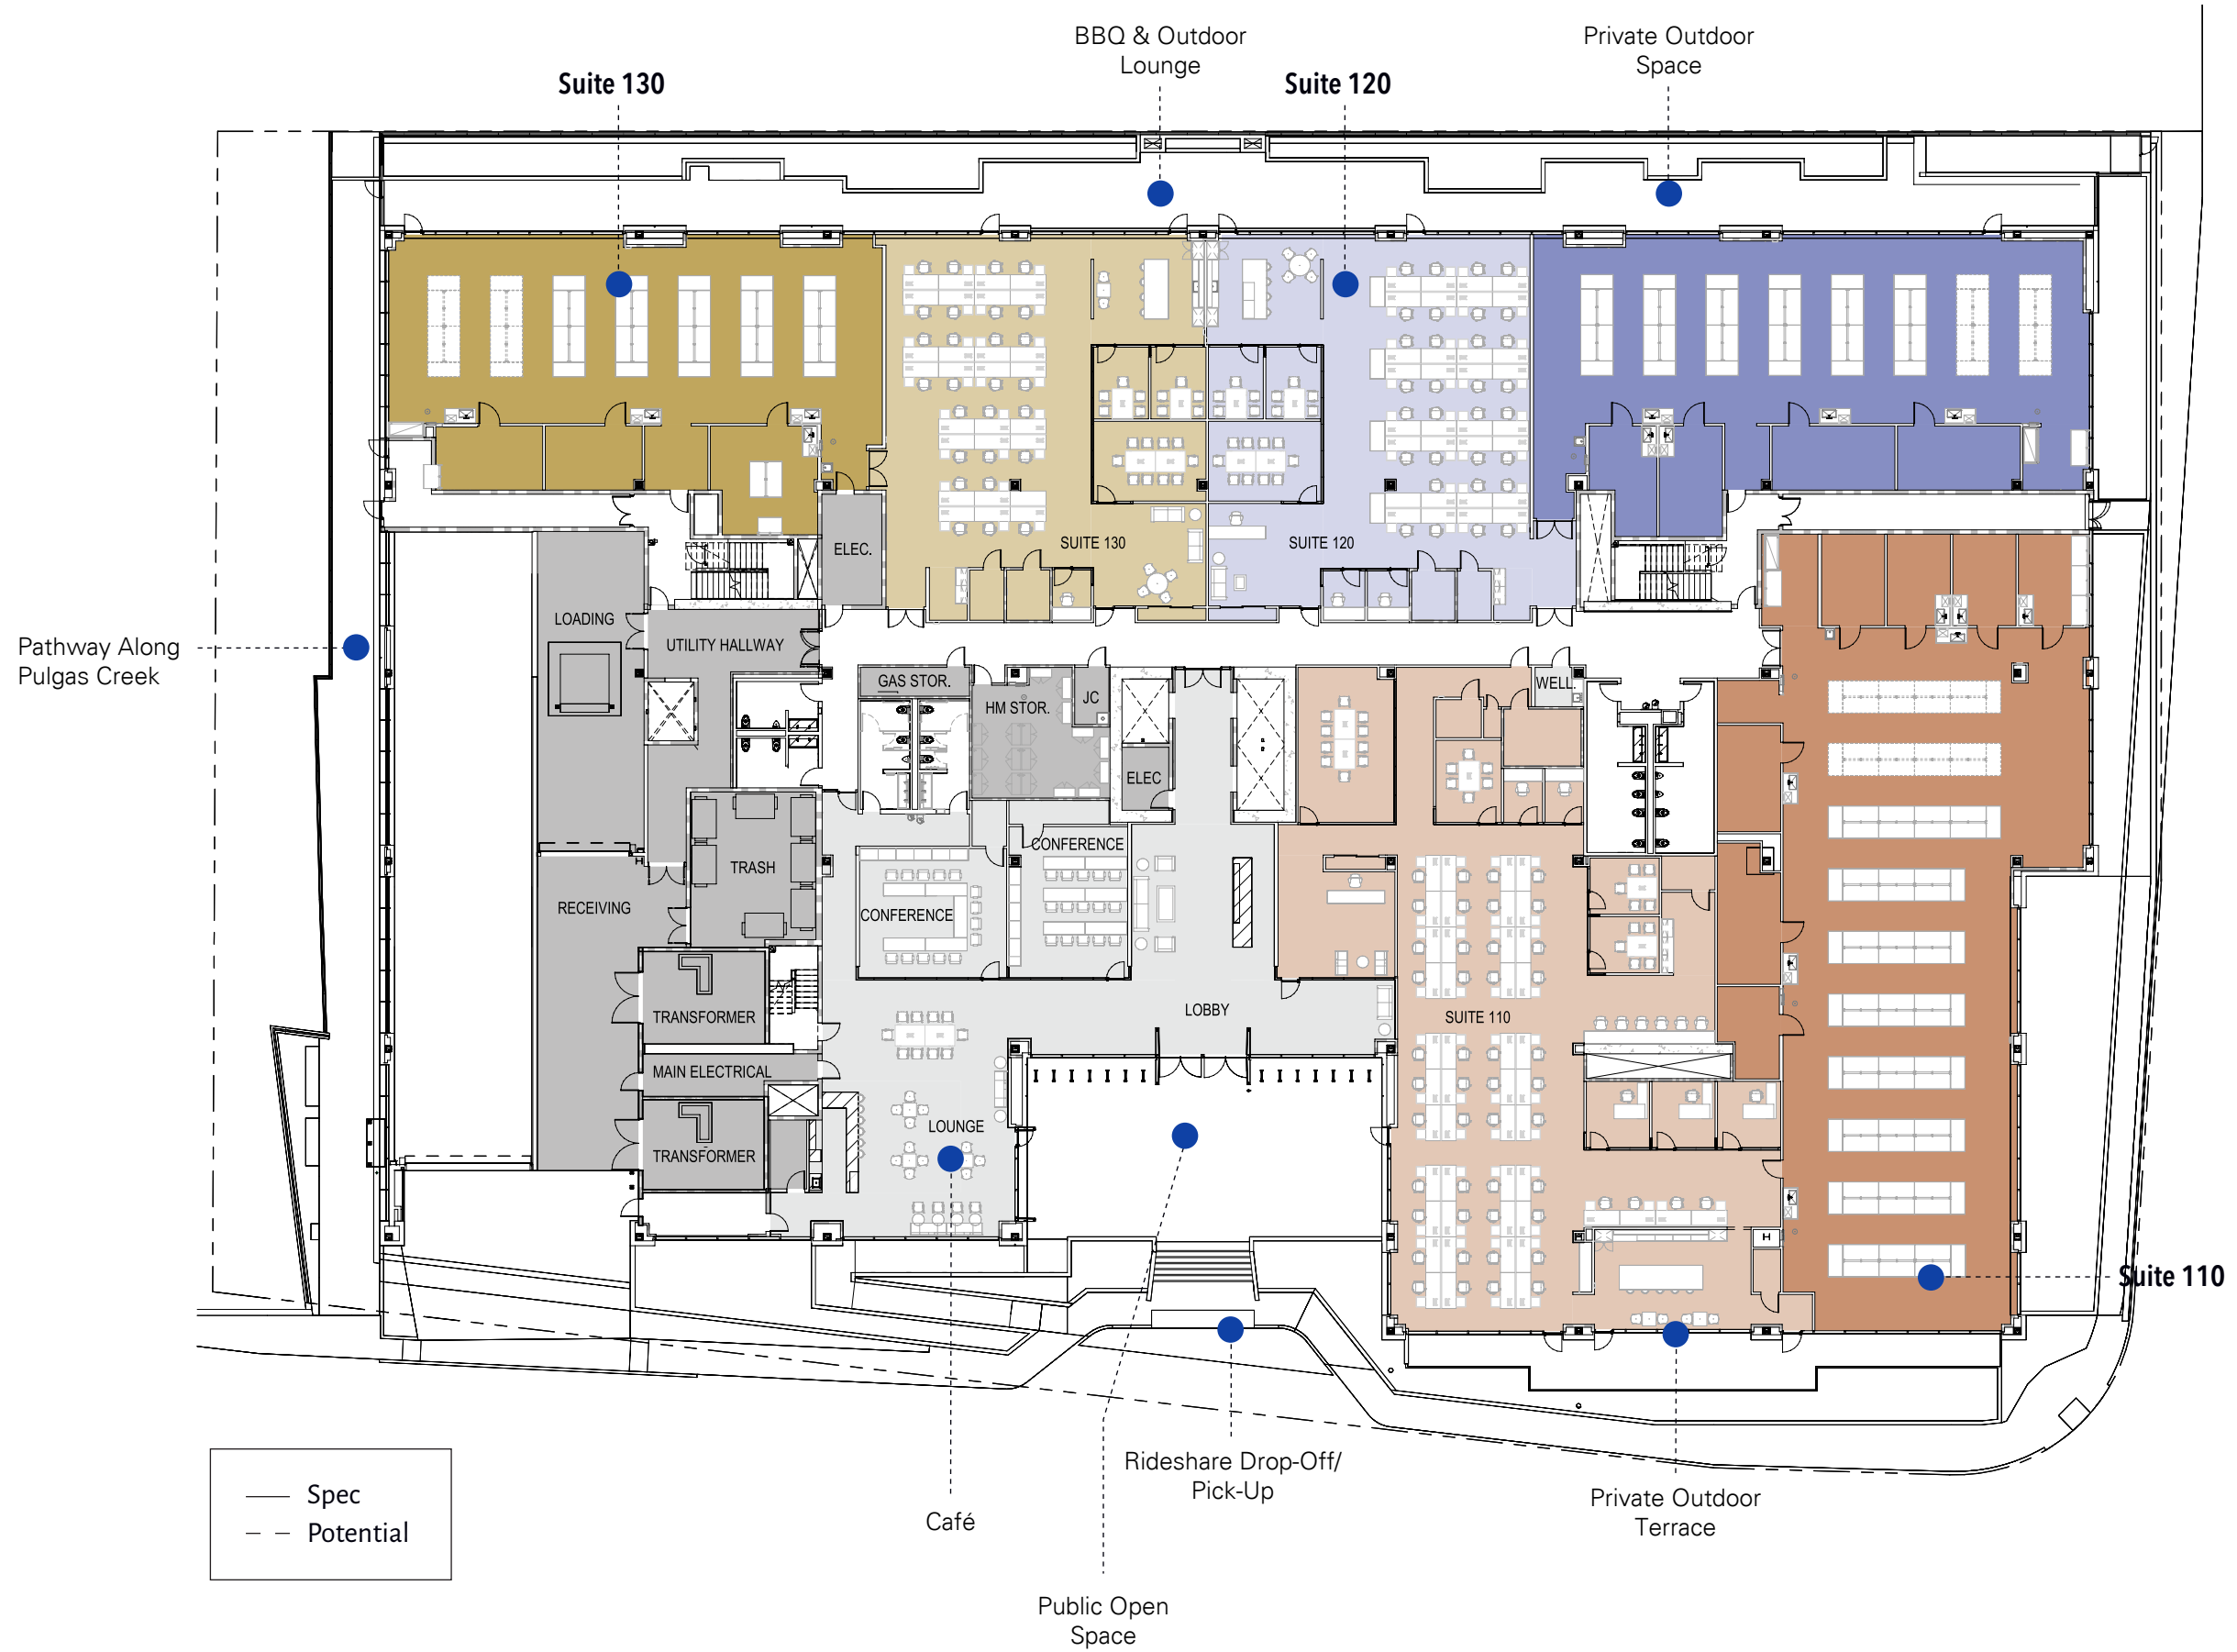 BBQ & Outdoor
Lounge
Private Outdoor
Space
Suite 130
Suite 120
SUITE 130
SUITE 120
ELEC.
LOADING
UTILITY HALLWAY
Pathway Along
Pulgas Creek
GAS STOR.
HM STOR.
JC
WELL.
ELEC
CONFERENCE
TRASH
RECEIVING
CONFERENCE
LOBBY
SUITE 110
TRANSFORMER
MAIN ELECTRICAL
LOUNGE
TRANSFORMER
H
Suite 110
Rideshare Drop-Off/
Pick-Up
Private Outdoor
Terrace
Café
Spec
Potential
Public Open
Space